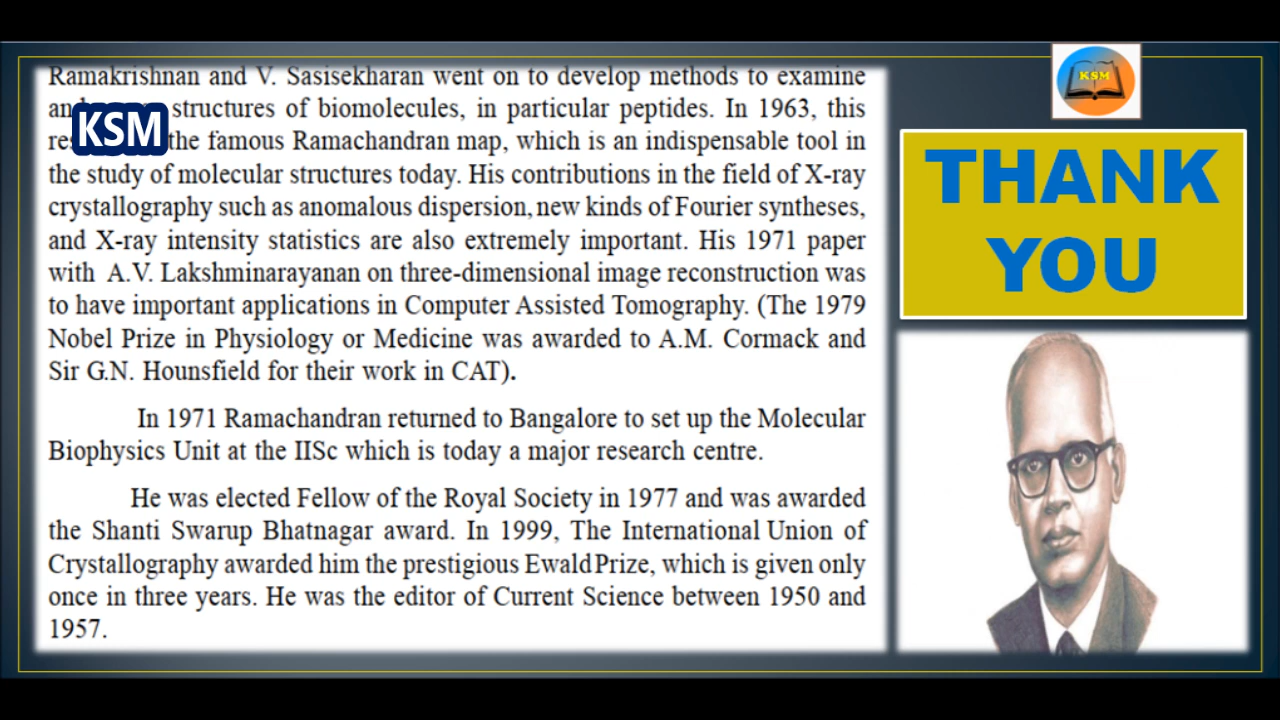 Ramakrishnan and V. Sasisekharan went on to develop methods to examine
structures of biomolecules, in particular peptides. In 1963, this
the famous Ramachandran map, which is an indispensable tool in
the study of molecular structures today. His contributions in the field of X-ray
crystallography such as anomalous dispersion, new kinds of Fourier syntheses,
and X-ray intensity statistics are also extremely important. His 1971 paper
with A.V. Lakshminarayanan on three-dimensional image reconstruction was
to have important applications in Computer Assisted Tomography. (The 1979
Nobel Prize in Physiology or Medicine was awarded to A.M. Cormack and
Sir G.N. Hounsfield for their work in CAT).
In 1971 Ramachandran returned to Bangalore to set up the Molecular
Biophysics Unit at the IISc which is today a major research centre.
He was elected Fellow of the Royal Society in 1977 and was awarded
the Shanti Swarup Bhatnagar award. In 1999, The International Union of
Crystallography awarded him the prestigious Ewald Prize, which is given only
once in three years. He was the editor of Current Science between 1950 and
1957.
KSM
KSM
THANK
YOU